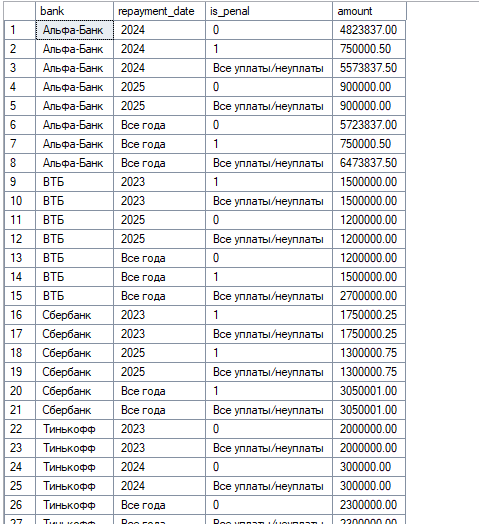 bank repayment_date is_penal amount
1 Альфа-Банк 2024 0 4823837.00
2 Альфа-Банк 2024 1 750000.50
3 Альфа-Банк 2024 Все уплаты/неуплаты 5573837.50
4 Альфа-Банк 2025 0 900000.00
5 Альфа-Банк 2025 Все уплаты/неуплаты 900000.00
6 Альфа-Банк Все года 0 5723837.00
7 Альфа-Банк Все года 1 750000.50
8 Альфа-Банк Все года Все уплаты/неуплаты 6473837.50
9 ВТБ 2023 1 1500000.00
10 ВТБ 2023 Все уплаты/неуплаты 1500000.00
11 ВТБ 2025 0 1200000.00
12 ВТБ 2025 Все уплаты/неуплаты 1200000.00
13 ВТБ Все года 0 1200000.00
14 ВТБ Все года 1 1500000.00
15 ВТБ Все года Все уплаты/неуплаты 2700000.00
16 Сбербанк 2023 1 1750000.25
17 Сбербанк 2023 Все уплаты/неуплаты 1750000.25
18 Сбербанк 2025 1 1300000.75
19 Сбербанк 2025 Все уплаты/неуплаты 1300000.75
20 Сбербанк Все года 1 3050001.00
21 Сбербанк Все года Все уплаты/неуплаты 3050001.00
22 Тинькофф 2023 0 2000000.00
23 Тинькофф 2023 Все уплаты/неуплаты 2000000.00
24 Тинькофф 2024 0 300000.00
25 Тинькофф 2024 Все уплаты/неуплаты 300000.00
26 Тинькофф Все года 0 2300000.00
27 Тинькофф Все года Все уплаты/неуплаты 2300000.00